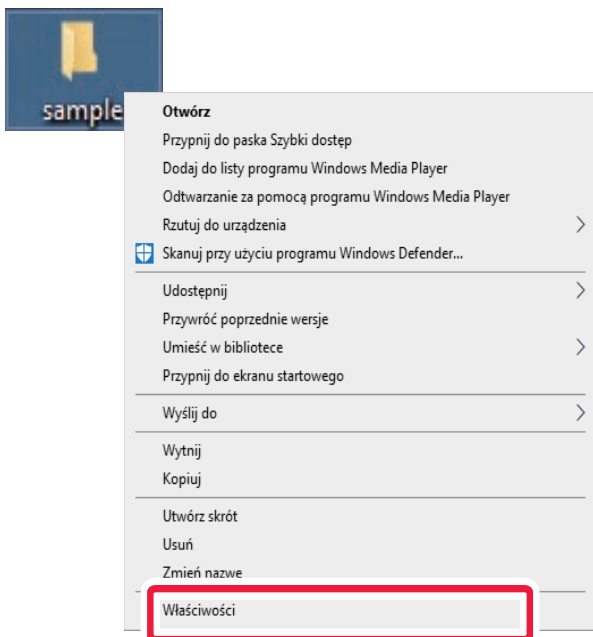 sample
Otwórz
Przypnij do paska Szybki dostęp
Dodaj do listy programu Windows Media Player
Odtwarzanie za pomocą programu Windows Media Player
Rzutuj do urządzenia
Skanuj przy użyciu programu Windows Defender...
Udostępnij
Przywróć poprzednie wersje
Umieść w bibliotece
Przypnij do ekranu startowego
Wyślij do
Wytnij
Kopiuj
Utwórz skrót
Usuń
Zmień nazwe
Właściwości